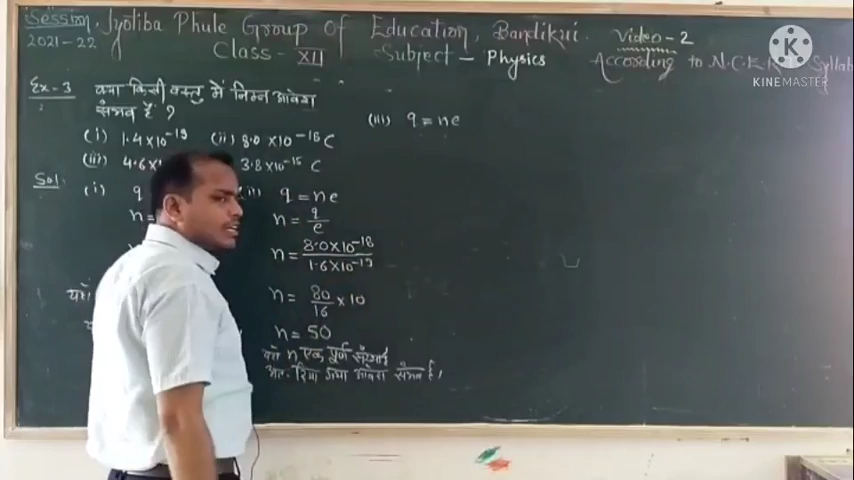 Session 2021-22
Jyotiba Phule Group of Education, Bandikui.
Video-2
Class - XII
Subject - Physics
According to N.C.E.R.T Syllab
KINEMASTER
Ex-3 क्या किसी वस्तु में निम्न आवेश
संभव है ?
(i) 1.4×10⁻¹⁹ (ii) 8.0 ×10⁻¹⁸ C
(iii) 4.6×1 3.8×10⁻¹⁵ C
Sol. (i) q
n=
(ii) q = ne
n = q/e
n = 8.0×10⁻¹⁸/1.6×10⁻¹⁹
n = 80/16 ×10
n = 50
n एक पूर्ण संख्या
अतः दिया गया आवेश संभव है।
(iii) q = ne